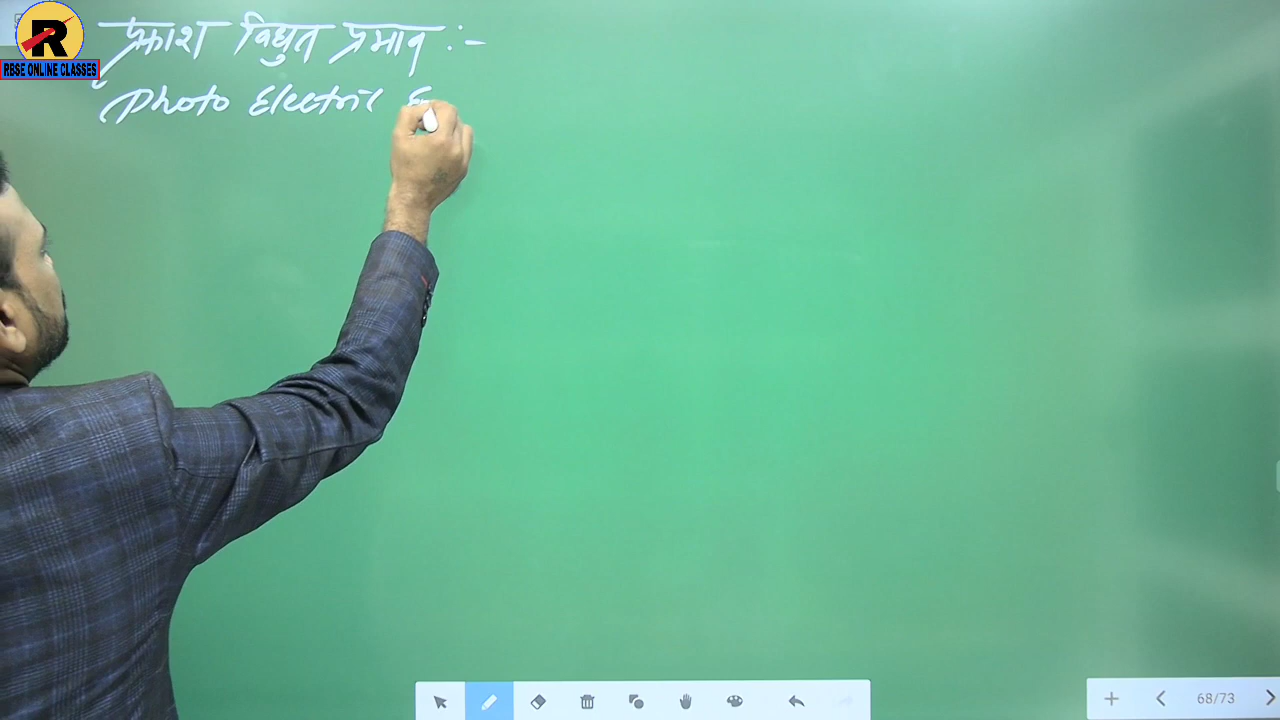 R
RBSE ONLINE CLASSES
प्रकाश विद्युत प्रभाव :-
Photo Electric
68/73